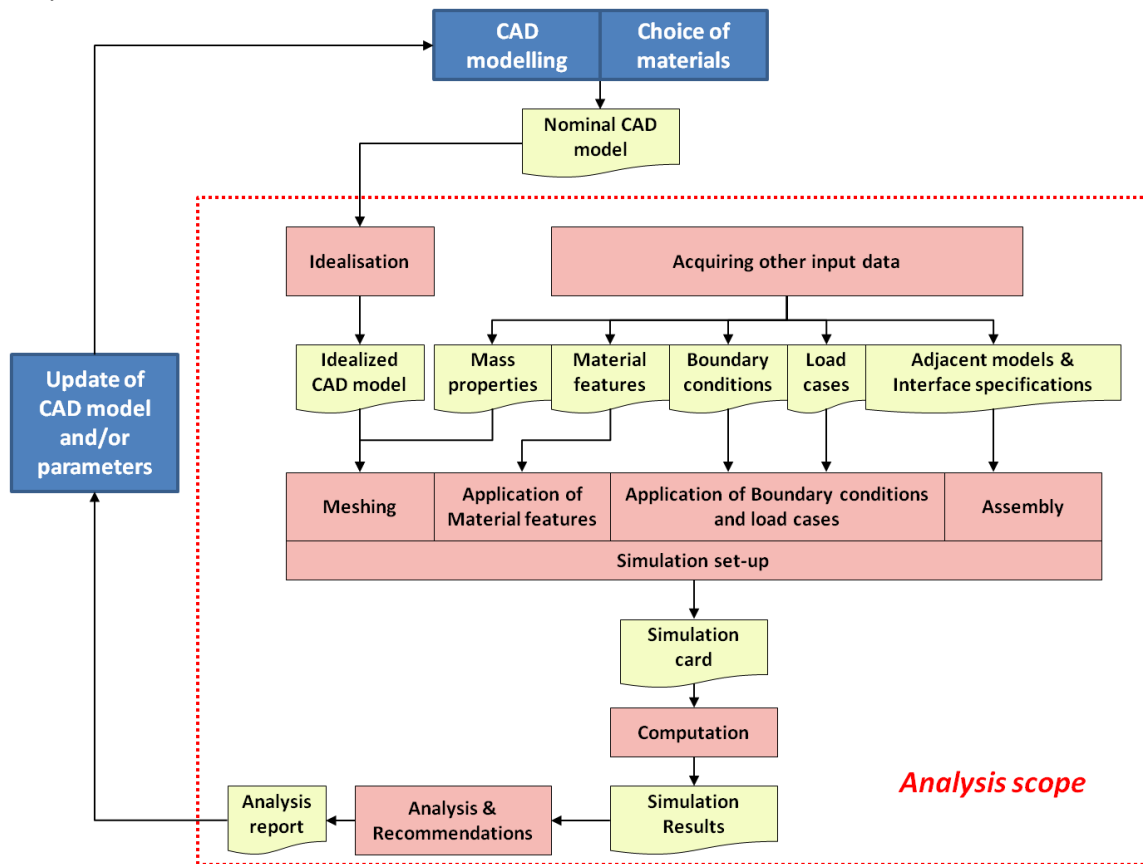 CAD
modelling
Choice of
materials
Nominal CAD
model
Idealisation
Acquiring other input data
Idealized
CAD model
Mass
properties
Material
features
Boundary
conditions
Load
cases
Adjacent models &
Interface specifications
Update of
CAD model
and/or
parameters
Meshing
Application of
Material features
Application of Boundary conditions
and load cases
Assembly
Simulation set-up
Simulation
card
Computation
Analysis scope
Analysis
report
Analysis &
Recommendations
Simulation
Results